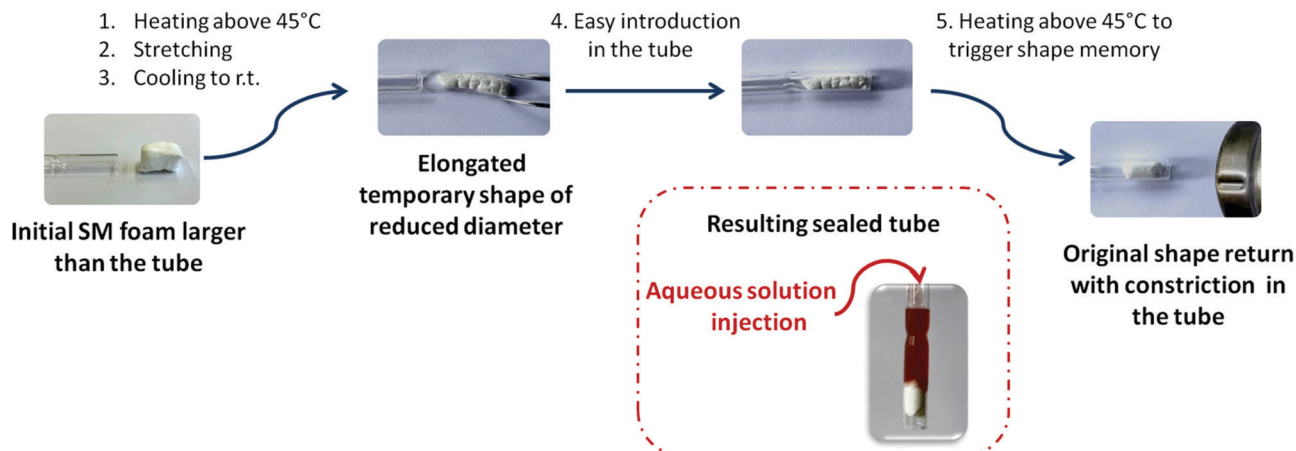 1. Heating above 45°C
2. Stretching
3. Cooling to r.t.
4. Easy introduction
in the tube
5. Heating above 45°C to
trigger shape memory
Initial SM foam larger
than the tube
Elongated
temporary shape of
reduced diameter
Original shape return
with constriction in
the tube
Resulting sealed tube
Aqueous solution
injection